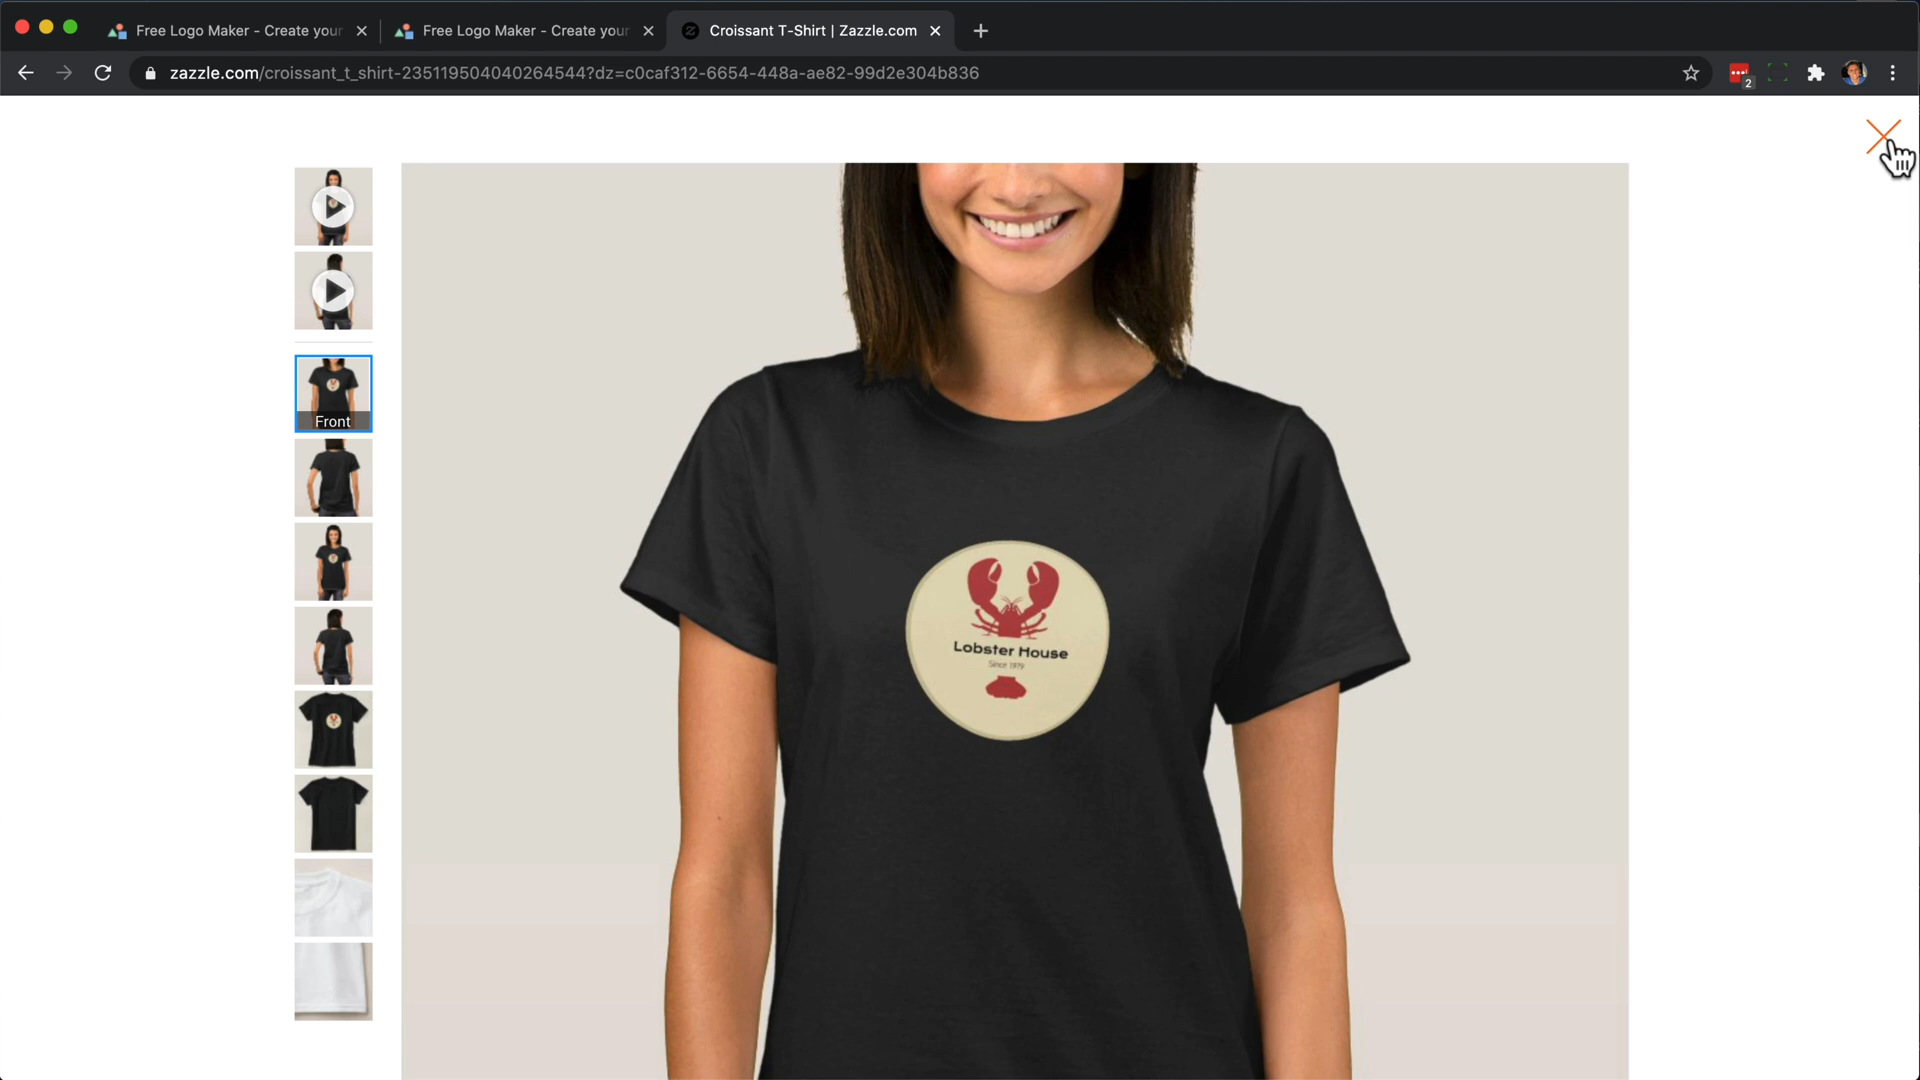 Free Logo Maker - Create your
Free Logo Maker - Create your
Croissant T-Shirt | Zazzle.com
zazzle.com/croissant_t_shirt-235119504040264544?dz=c0caf312-6654-448a-ae82-99d2e304b836
2
Front
Lobster House
Since 1979